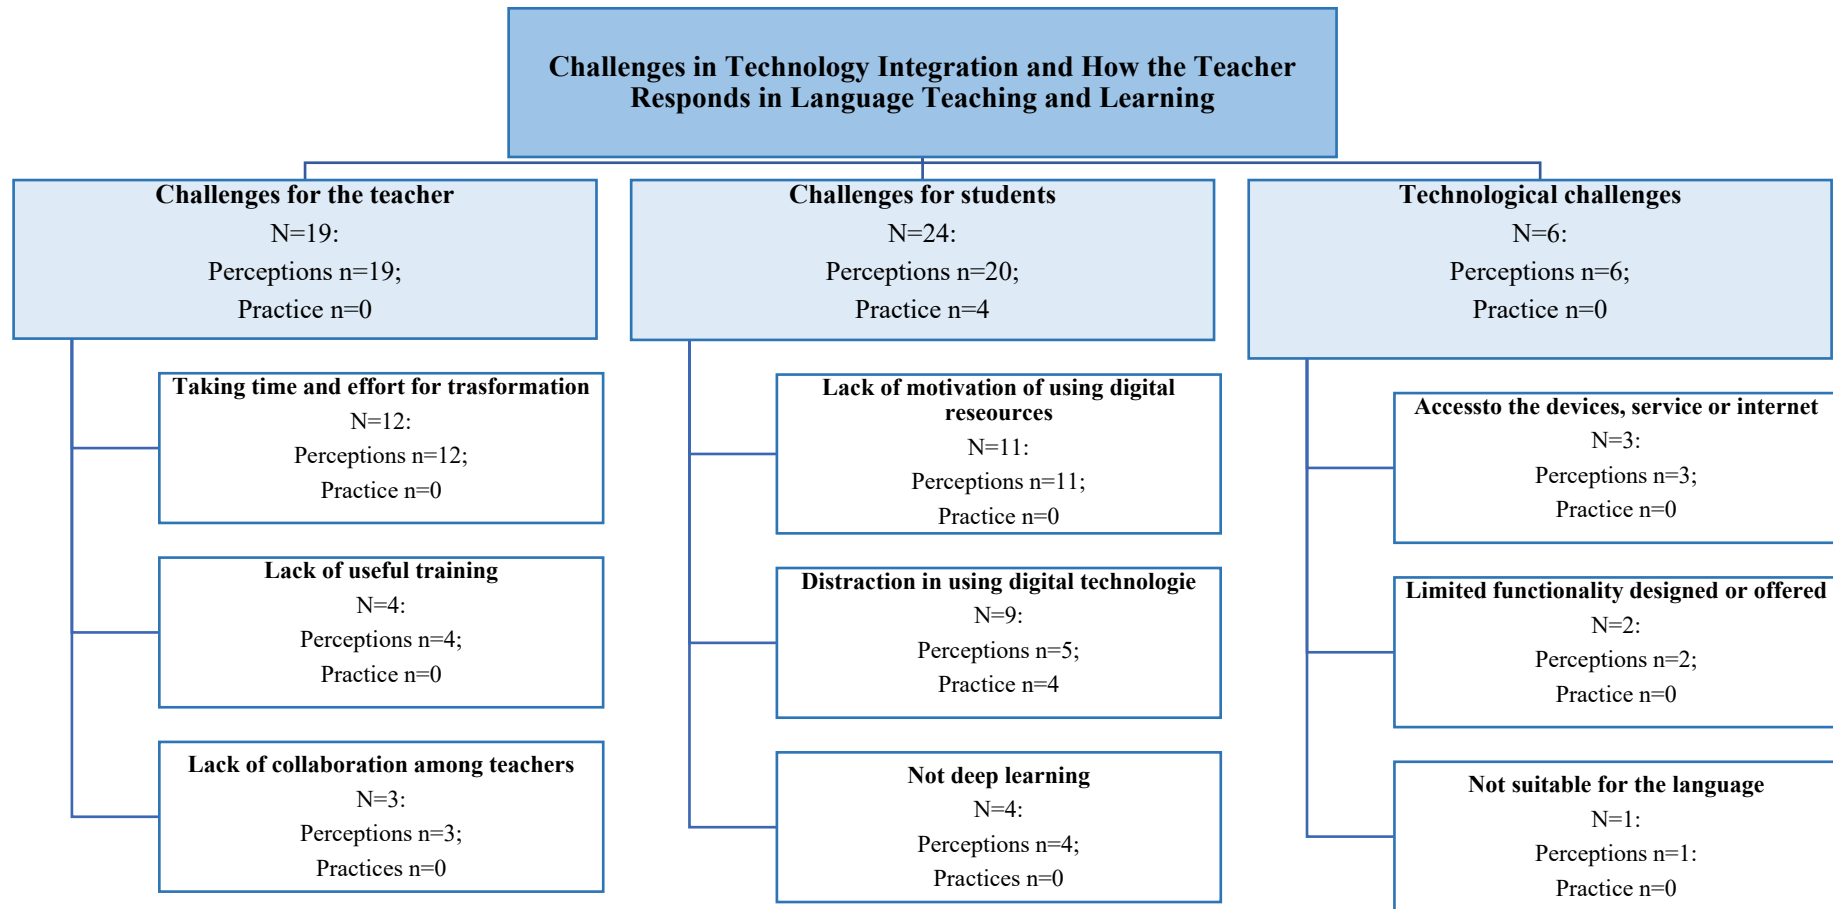 Challenges in Technology Integration and How the Teacher
Responds in Language Teaching and Learning
Challenges for the teacher
N=19:
Perceptions n=19;
Practice n=0
Taking time and effort for trasformation
N=12:
Perceptions n=12;
Practice n=0
Lack of useful training
N=4:
Perceptions n=4;
Practice n=0
Lack of collaboration among teachers
N=3:
Perceptions n=3;
Practices n=0
Challenges for students
N=24:
Perceptions n=20;
Practice n=4
Lack of motivation of using digital
reseources
N=11:
Perceptions n=11;
Practice n=0
Distraction in using digital technologie
N=9:
Perceptions n=5;
Practice n=4
Not deep learning
N=4:
Perceptions n=4;
Practices n=0
Technological challenges
N=6:
Perceptions n=6;
Practice n=0
Accessto the devices, service or internet
N=3:
Perceptions n=3;
Practice n=0
Limited functionality designed or offered
N=2:
Perceptions n=2;
Practice n=0
Not suitable for the language
N=1:
Perceptions n=1:
Practice n=0